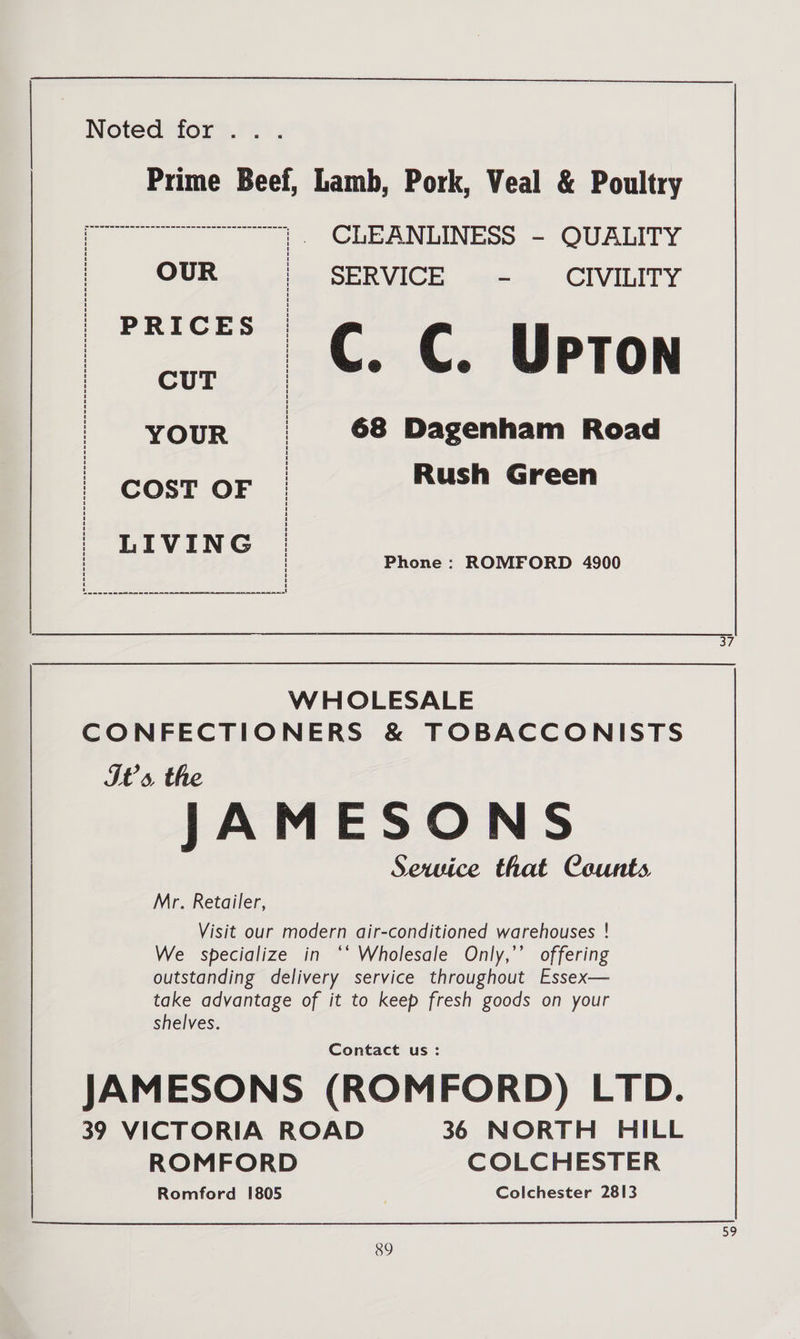 Noted for . . .
Prime Beef, Lamb, Pork, Veal & Poultry
OUR
PRICES
CUT
YOUR
COST OF
LIVING
CLEANLINESS - QUALITY
SERVICE - CIVILITY
C. C. UPTON
68 Dagenham Road
Rush Green
Phone : ROMFORD 4900
37
WHOLESALE
CONFECTIONERS & TOBACCONISTS
It's the
JAMESONS
Service that Counts
Mr. Retailer,
Visit our modern air-conditioned warehouses !
We specialize in ‘‘ Wholesale Only,’’ offering
outstanding delivery service throughout Essex—
take advantage of it to keep fresh goods on your
shelves.
Contact us :
JAMESONS (ROMFORD) LTD.
39 VICTORIA ROAD 36 NORTH HILL
ROMFORD COLCHESTER
Romford 1805 Colchester 2813
59
89